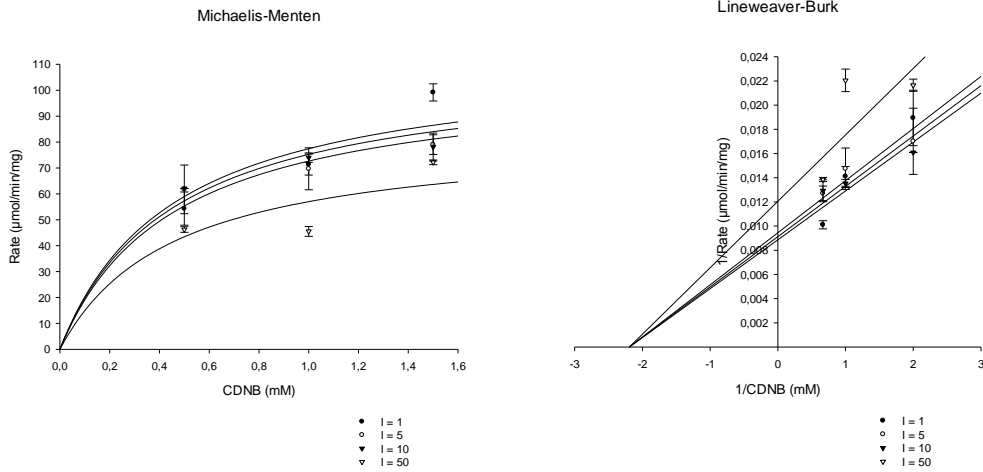 Michaelis-Menten
Rate (µmol/min/mg)
110
100
90
80
70
60
50
40
30
20
10
0
0,0 0,2 0,4 0,6 0,8 1,0 1,2 1,4 1,6
CDNB (mM)
I = 1
I = 5
I = 10
I = 50
Lineweaver-Burk
1/Rate (µmol/min/mg)
0,024
0,022
0,020
0,018
0,016
0,014
0,012
0,010
0,008
0,006
0,004
0,002
-3 -2 -1 0 1 2 3
1/CDNB (mM)
I = 1
I = 5
I = 10
I = 50